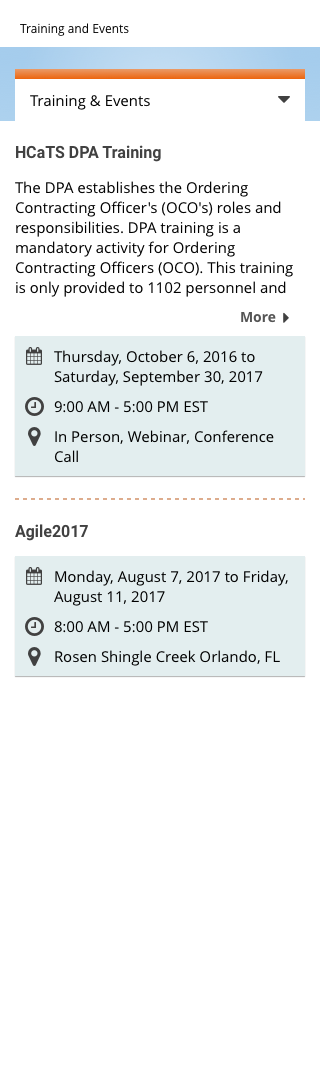 Training and Events
Training & Events
HCaTS DPA Training
The DPA establishes the Ordering
Contracting Officer's (OCO's) roles and
responsibilities. DPA training is a
mandatory activity for Ordering
Contracting Officers (OCO). This training
is only provided to 1102 personnel and
More
Thursday, October 6, 2016 to
Saturday, September 30, 2017
9:00 AM - 5:00 PM EST
In Person, Webinar, Conference
Call
Agile2017
Monday, August 7, 2017 to Friday,
August 11, 2017
8:00 AM - 5:00 PM EST
Rosen Shingle Creek Orlando, FL